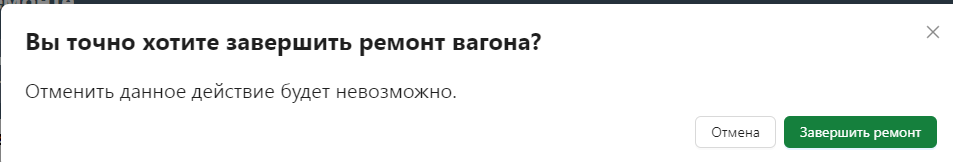 Вы точно хотите завершить ремонт вагона?
Отменить данное действие будет невозможно.
Отмена
Завершить ремонт